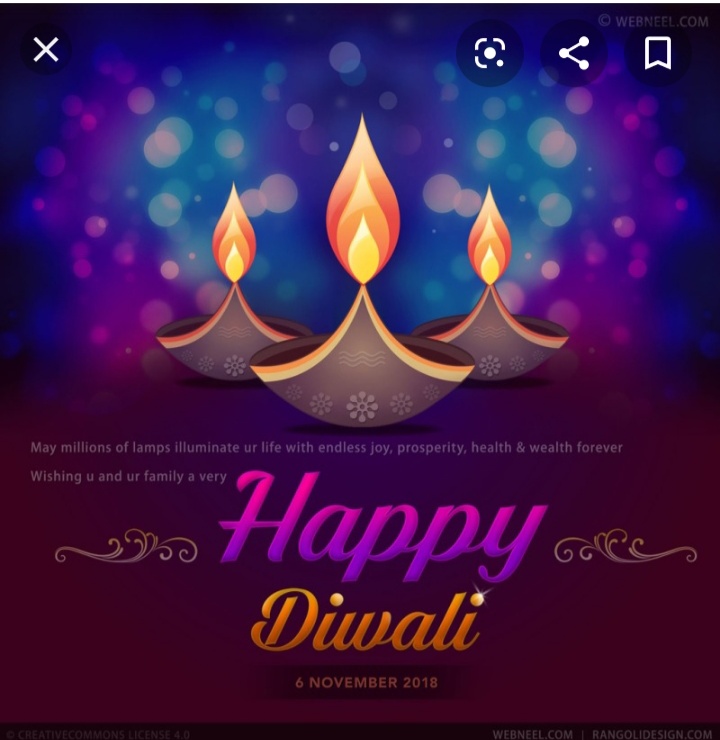 © WEBNEEL.COM
May millions of lamps illuminate ur life with endless joy, prosperity, health & wealth forever
Wishing u and ur family a very
Happy
Diwali
6 NOVEMBER 2018
© CREATIVECOMMONS LICENSE 4.0
WEBNEEL.COM | RANGOLIDESIGN.COM